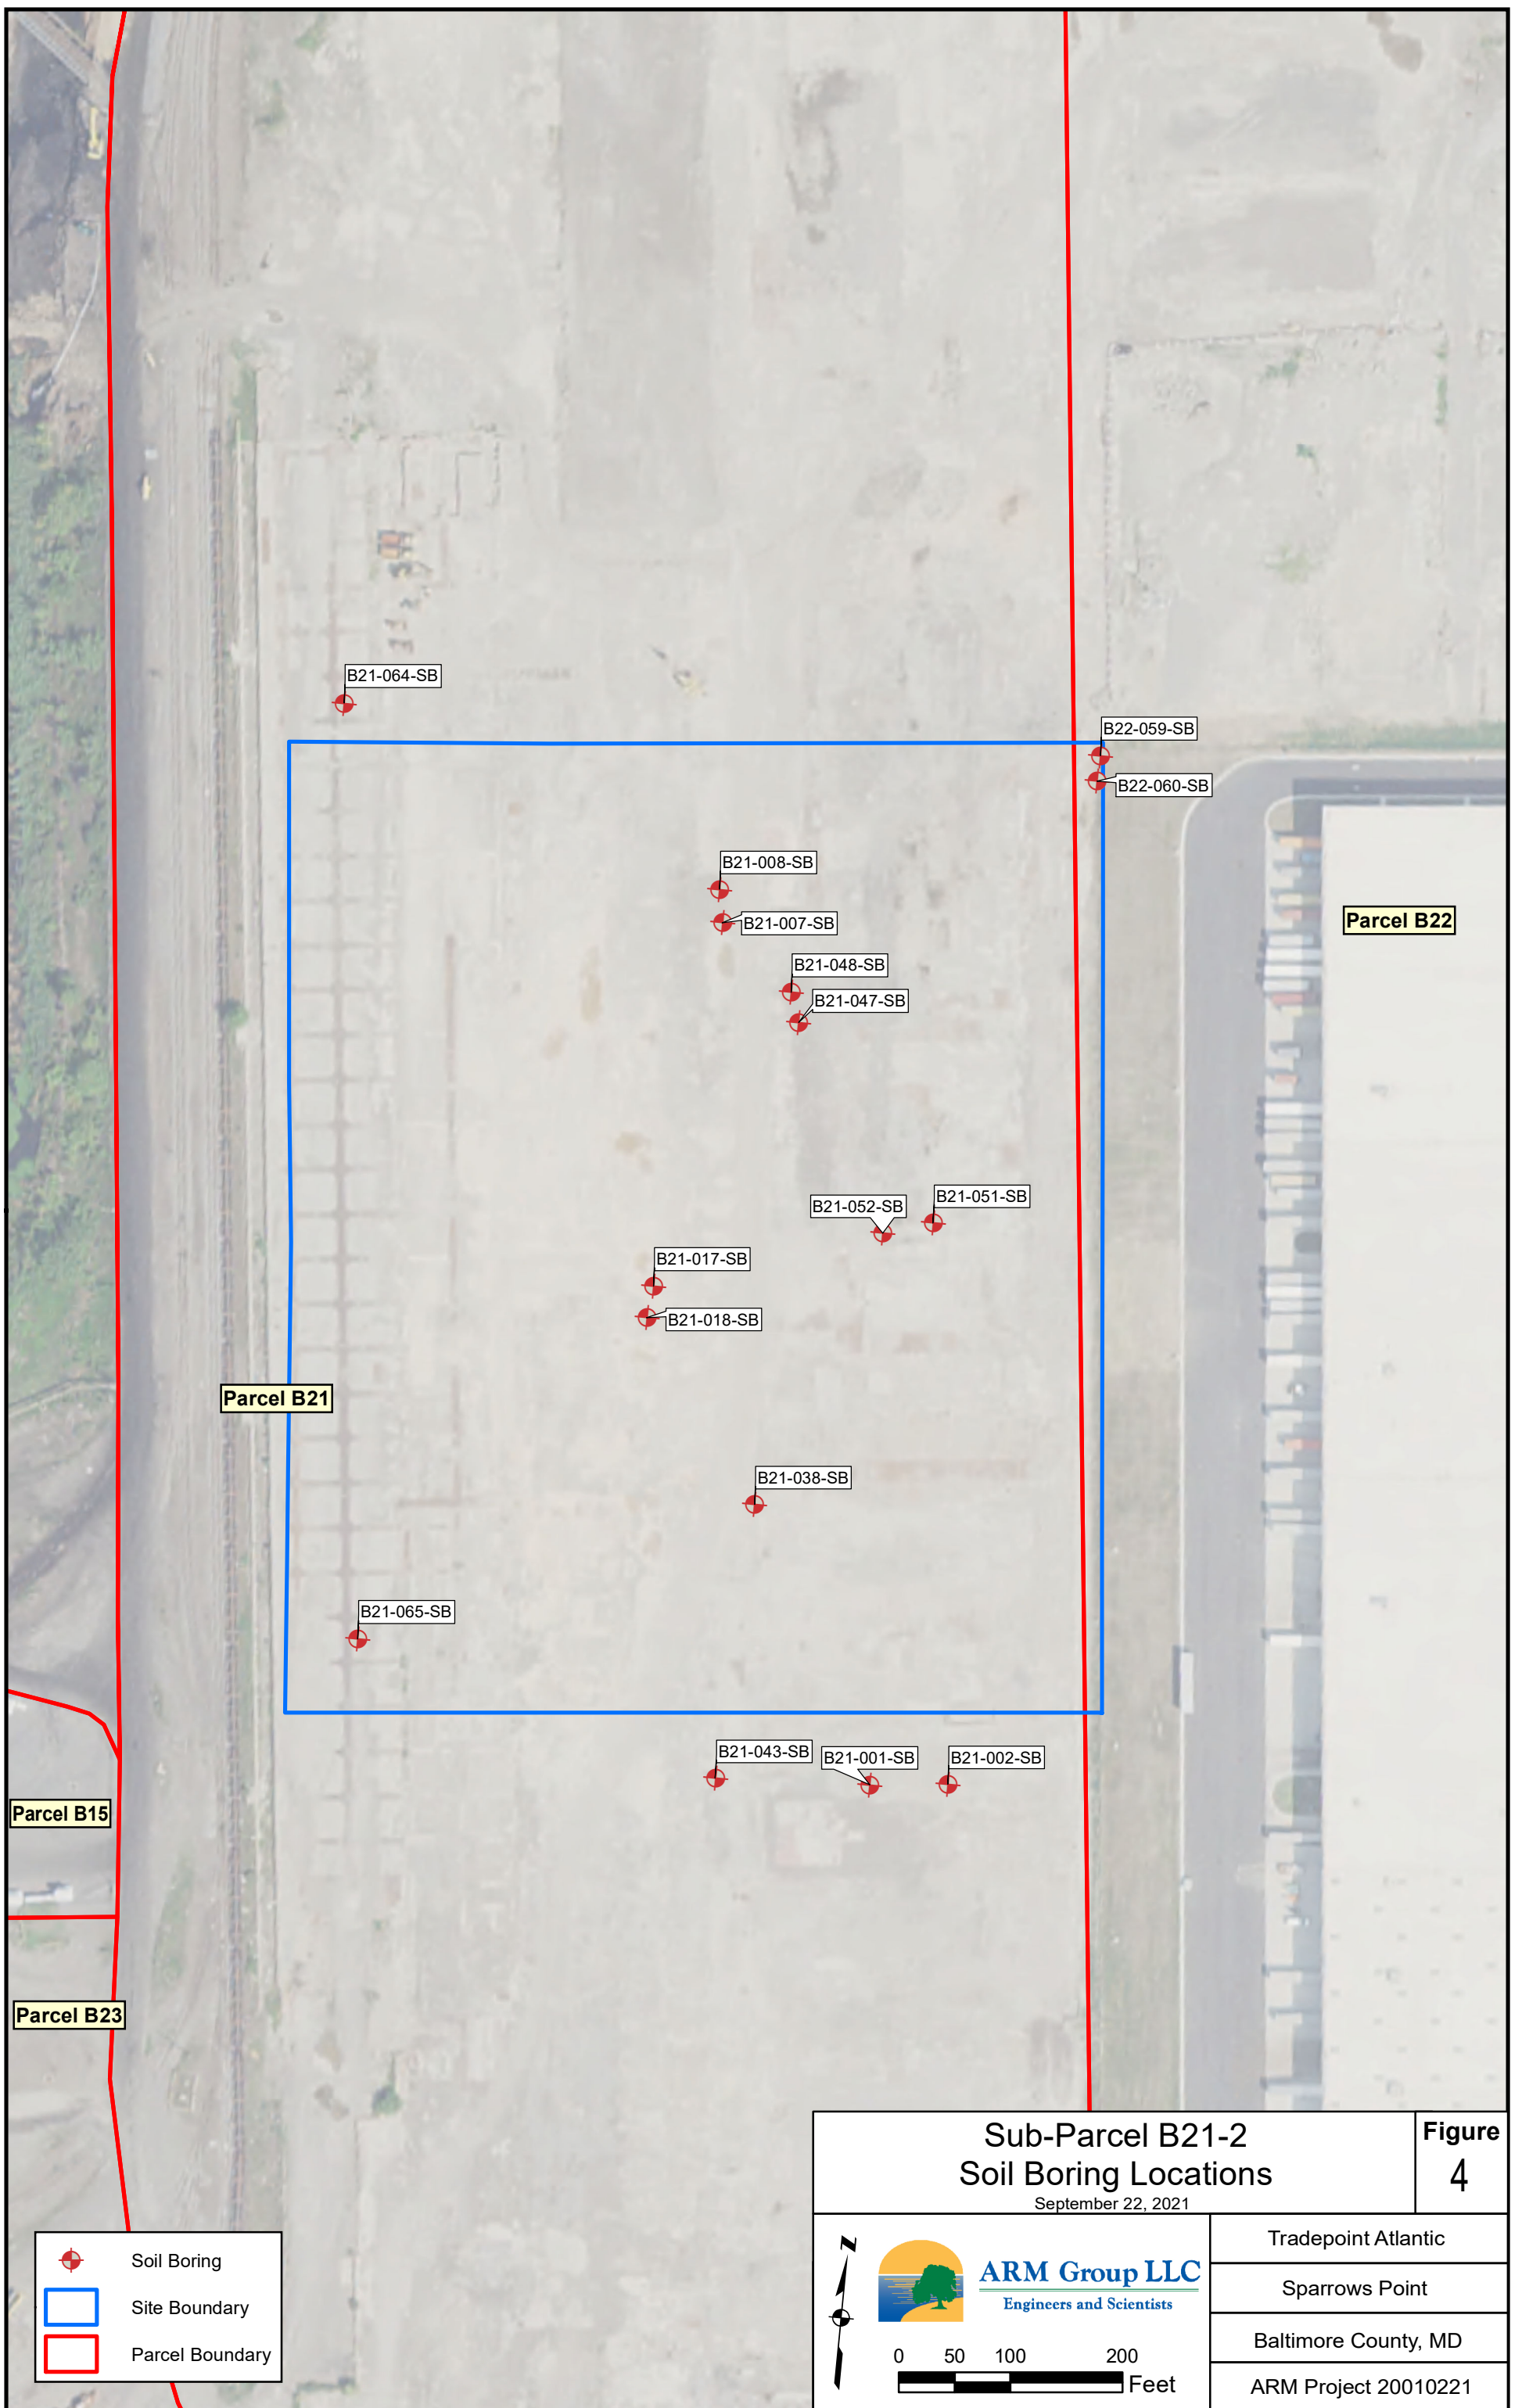 B21-064-SB
B22-059-SB
B22-060-SB
B21-008-SB
B21-007-SB
Parcel B22
B21-048-SB
B21-047-SB
B21-051-SB
B21-052-SB
B21-017-SB
B21-018-SB
Parcel B21
B21-038-SB
B21-065-SB
B21-043-SB
B21-001-SB
B21-002-SB
Parcel B15
Parcel B23
Sub-Parcel B21-2
Soil Boring Locations
September 22, 2021
Figure
4
Soil Boring
Site Boundary
Parcel Boundary
N
ARM Group LLC
Engineers and Scientists
0 50 100 200
Feet
Tradepoint Atlantic
Sparrows Point
Baltimore County, MD
ARM Project 20010221